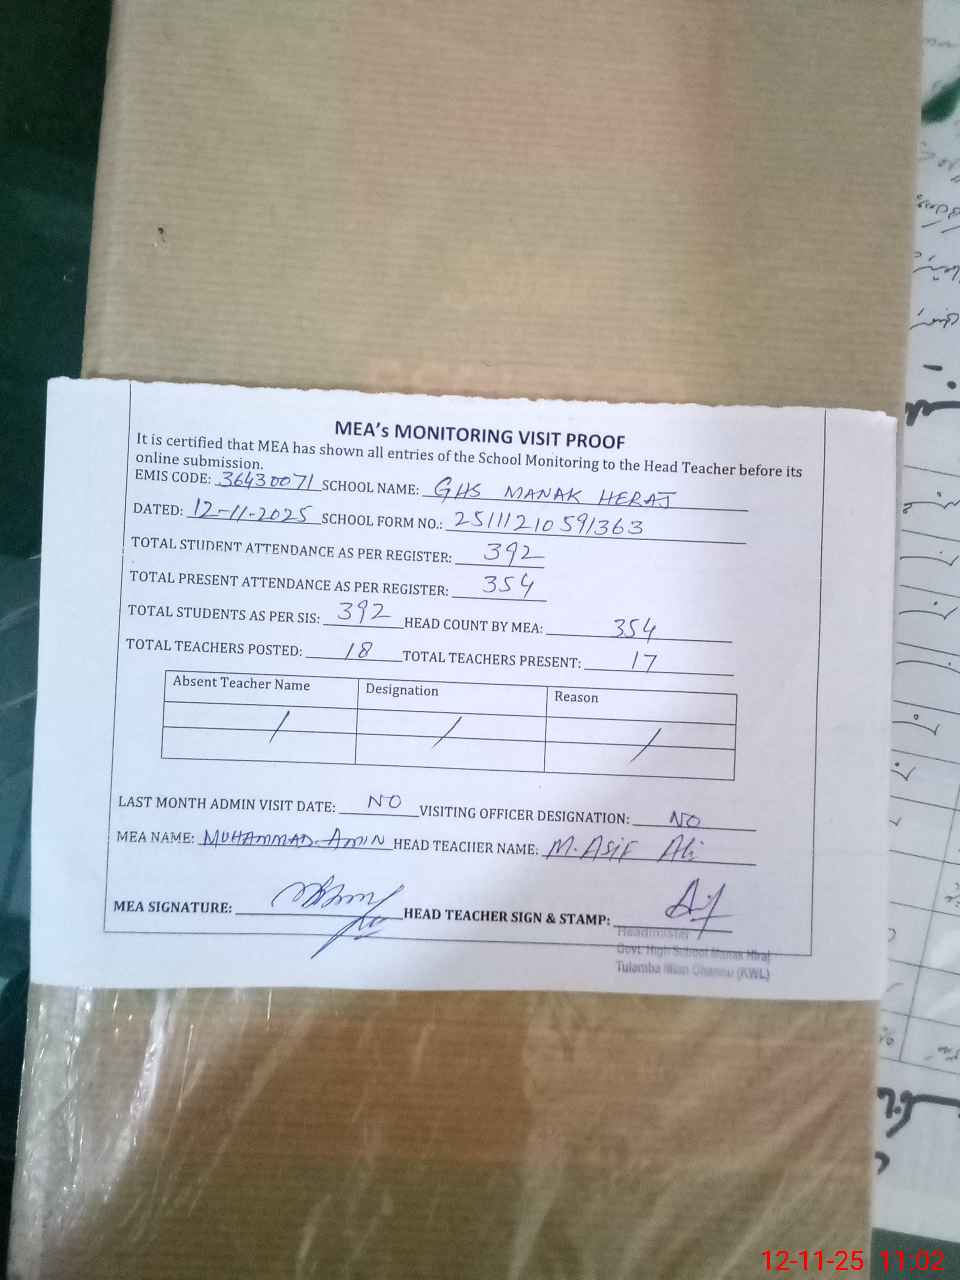 MEA's MONITORING VISIT PROOF
It is certified that MEA has shown all entries of the School Monitoring to the Head Teacher before its
online submission.
EMIS CODE: 36430071 SCHOOL NAME: GHS MANAK HERAJ
DATED: 12-11-2025 SCHOOL FORM NO.: 25111210591363
TOTAL STUDENT ATTENDANCE AS PER REGISTER: 392
TOTAL PRESENT ATTENDANCE AS PER REGISTER: 354
TOTAL STUDENTS AS PER SIS: 392 HEAD COUNT BY MEA: 354
TOTAL TEACHERS POSTED: 18 TOTAL TEACHERS PRESENT: 17
Absent Teacher Name Designation Reason
/ / /
LAST MONTH ADMIN VISIT DATE: NO VISITING OFFICER DESIGNATION: NO
MEA NAME: MUHAMMAD AMIN HEAD TEACHER NAME: M. ASIF Ali
MEA SIGNATURE: HEAD TEACHER SIGN & STAMP:
Headmaster
Govt. High School Manak Hiraj
Tulamba Mian Channu (KWL)
12-11-25 11:02